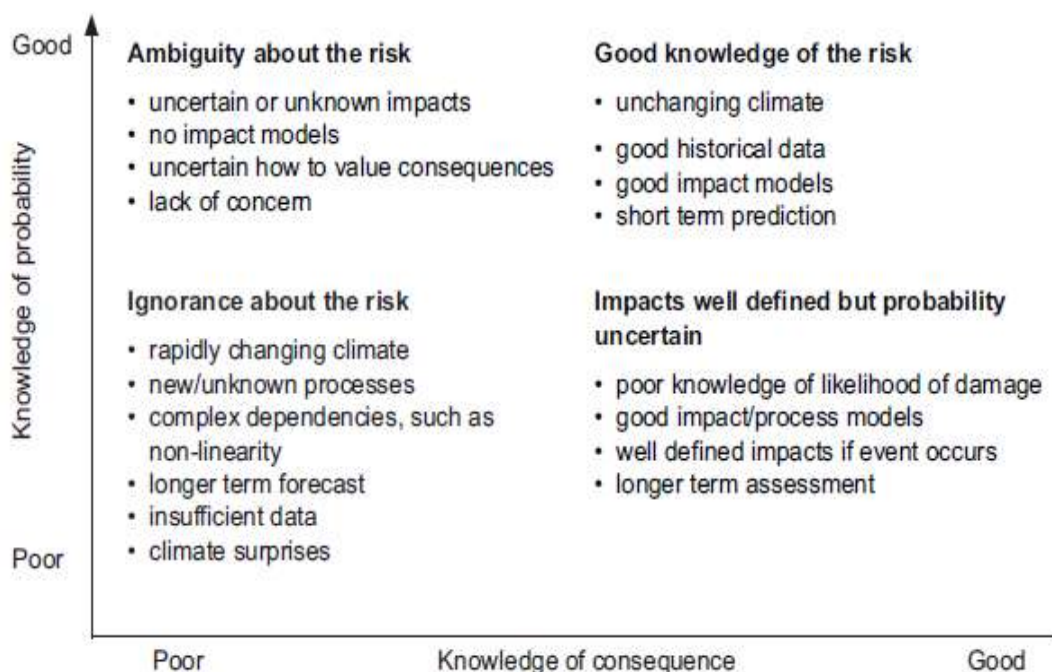 Good
Knowledge of probability
Poor
Ambiguity about the risk
• uncertain or unknown impacts
• no impact models
• uncertain how to value consequences
• lack of concern
Good knowledge of the risk
• unchanging climate
• good historical data
• good impact models
• short term prediction
Ignorance about the risk
• rapidly changing climate
• new/unknown processes
• complex dependencies, such as
non-linearity
• longer term forecast
• insufficient data
• climate surprises
Impacts well defined but probability
uncertain
• poor knowledge of likelihood of damage
• good impact/process models
• well defined impacts if event occurs
• longer term assessment
Poor
Knowledge of consequence
Good